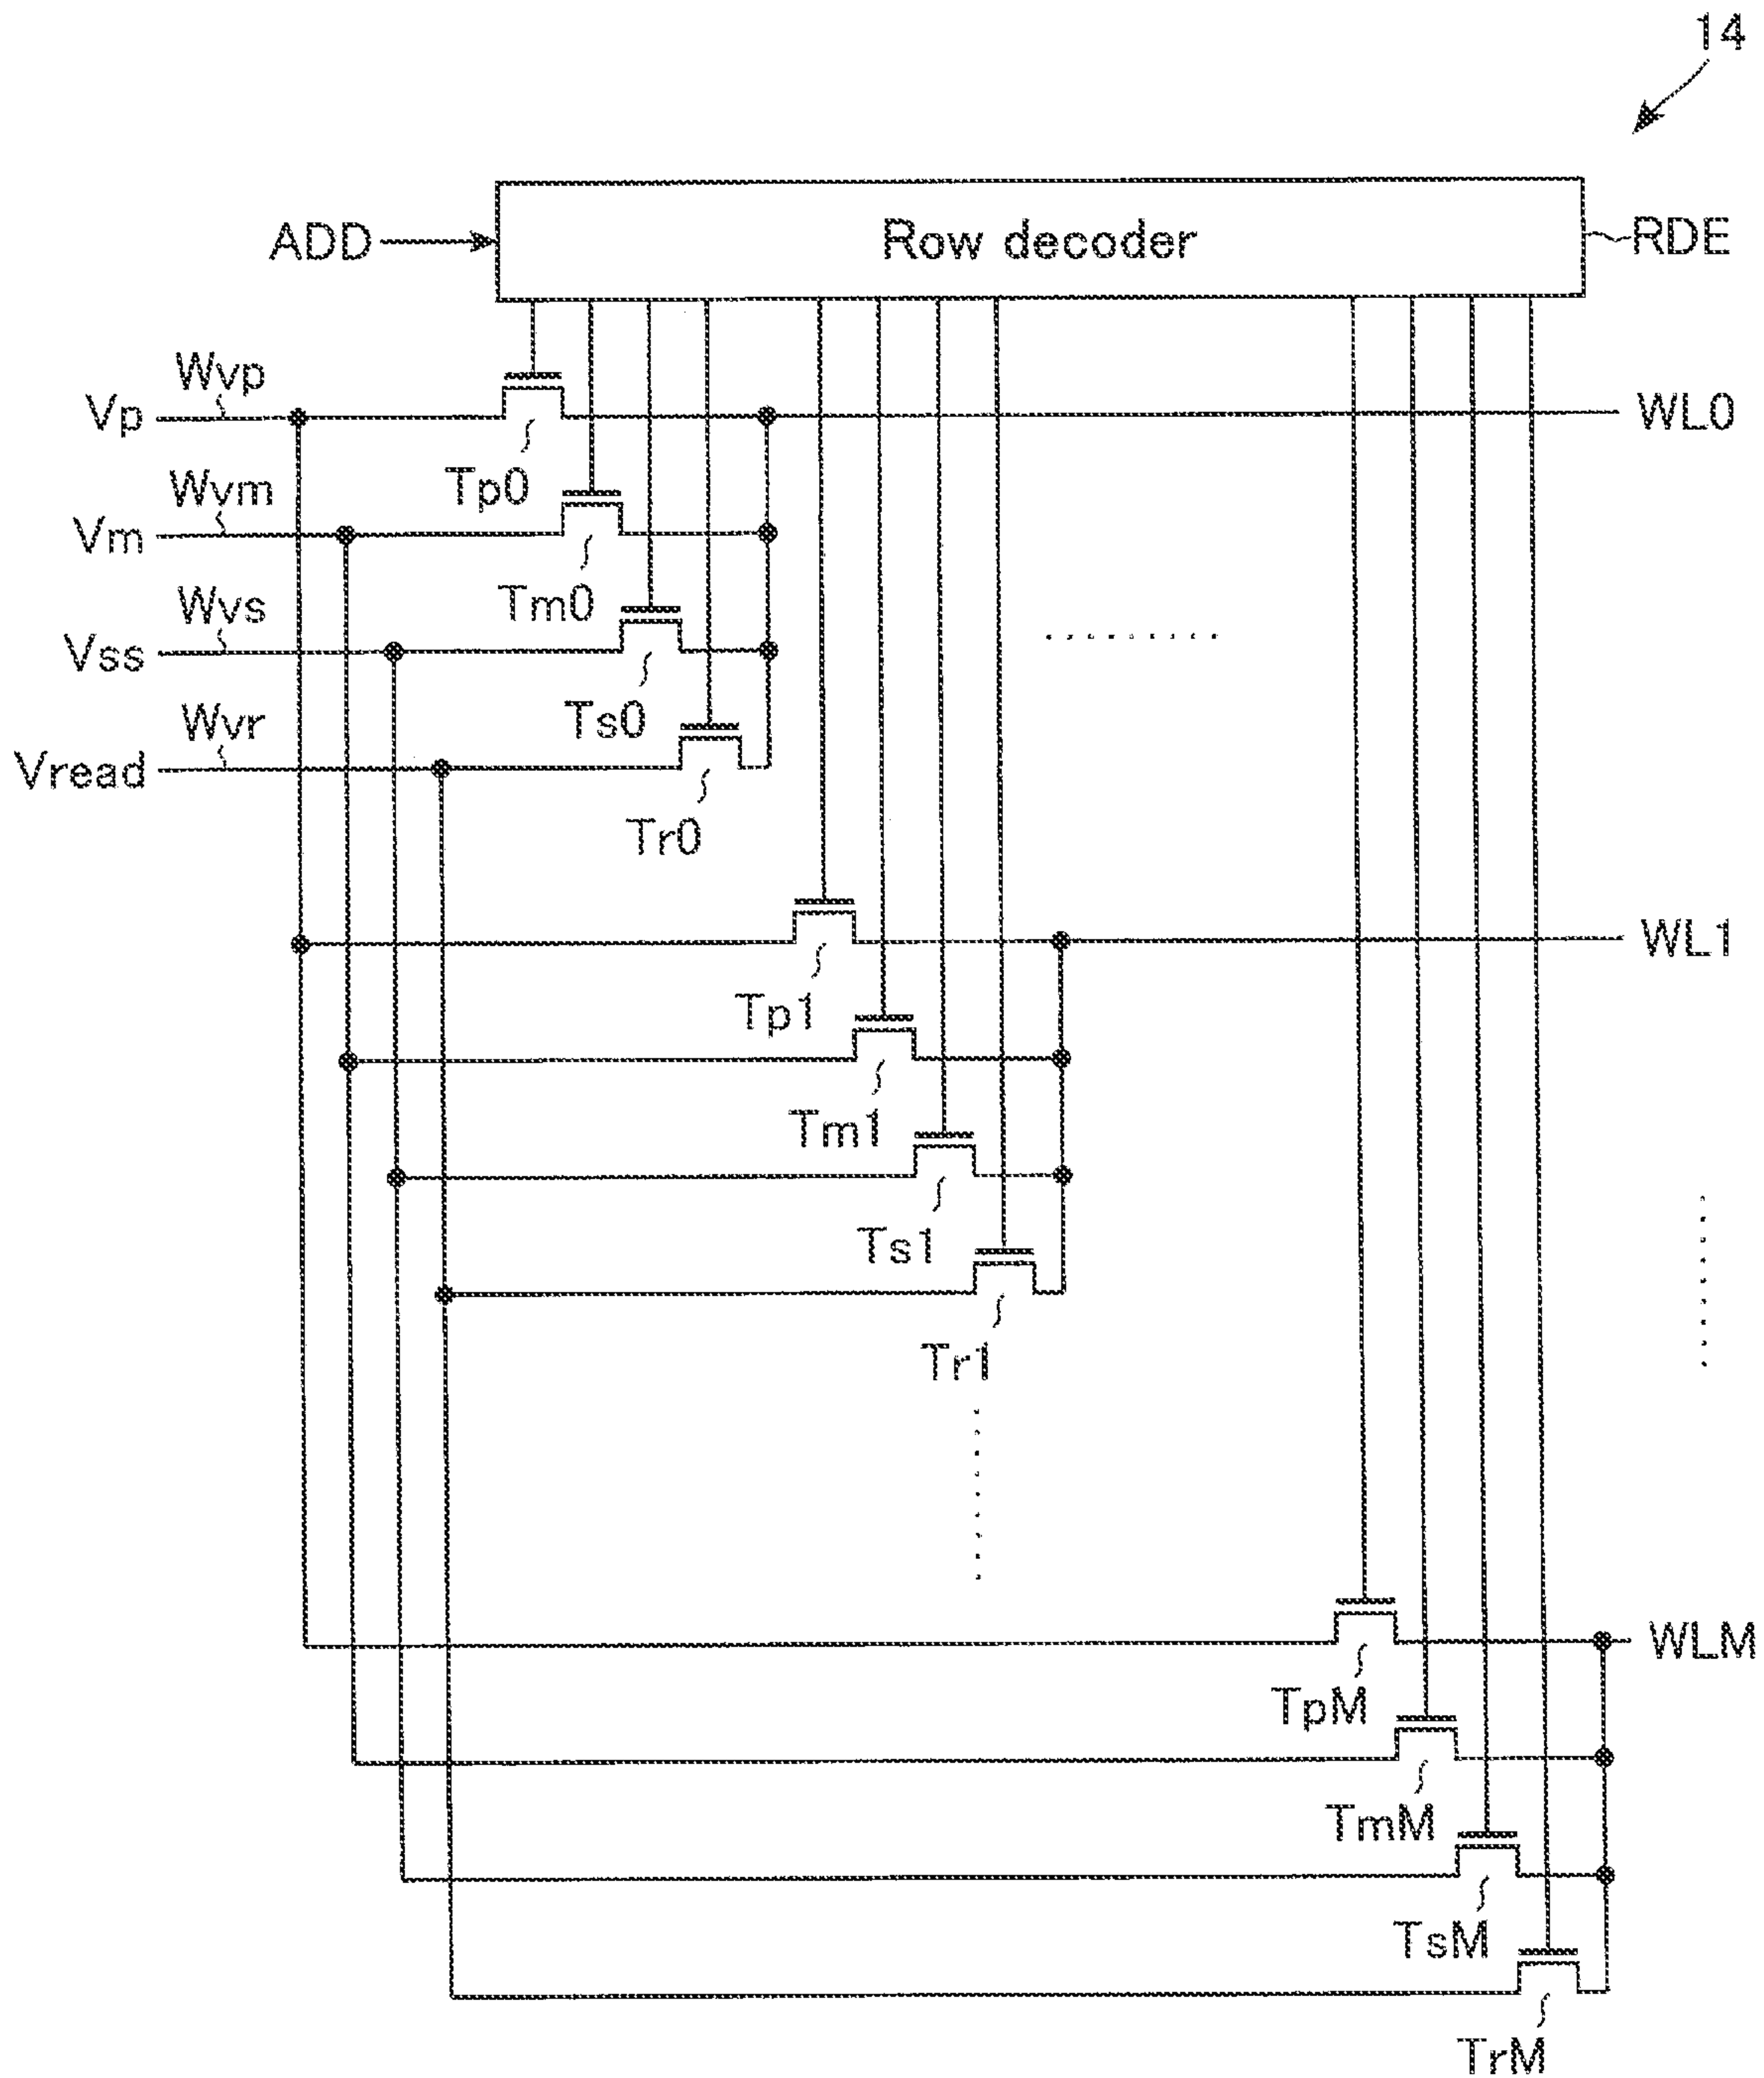 14
ADD
Row decoder
RDE
Wvp
Vp
WL0
Tp0
Wvm
Vm
Tm0
Wvs
Vss
Ts0
Wvr
Vread
Tr0
WL1
Tp1
Tm1
Ts1
Tr1
WLM
TpM
TmM
TsM
TrM